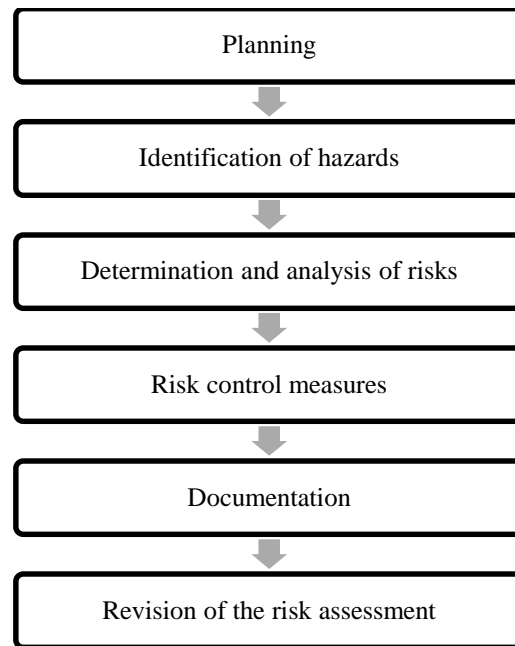 Planning
Identification of hazards
Determination and analysis of risks
Risk control measures
Documentation
Revision of the risk assessment